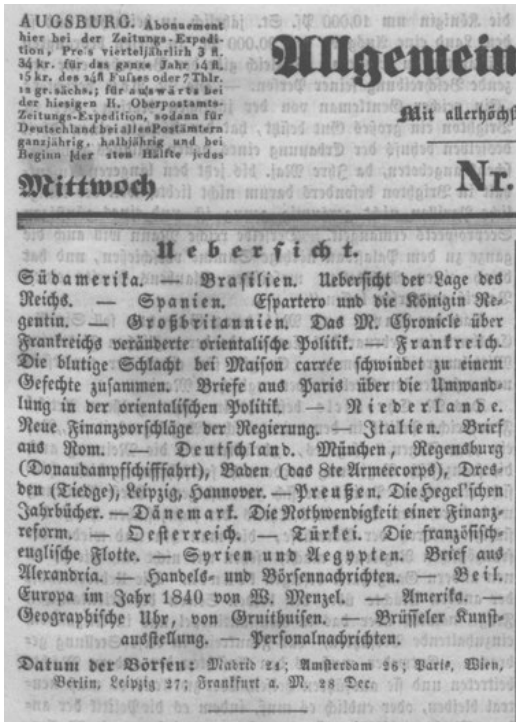 AUGSBURG. Abonnement
hier bei der Zeitungs-Expedi-
tion, Preis vierteljährlich 3 fl.
34 kr. für das ganze Jahr 14 fl.
15 kr. des 24fl Fußes oder 7 Thlr.
22 gr. sächs.; für auswärts bei
der hiesigen K. Oberpostamts-
Zeitungs-Expedition, sodann für
Deutschland bei allen Postämtern
ganzjährig, halbjährig und bei
Beginn der 2ten Hälfte jedes
Allgemein
Mit allerhöchst
Mittwoch
Nr.
Uebersicht.
Südamerika. — Brasilien. Uebersicht der Lage des
Reichs. — Spanien. Espartero und die Königin Re-
gentin. — Großbritannien. Das M. Chronicle über
Frankreichs veränderte orientalische Politik. — Frankreich.
Die blutige Schlacht bei Maison carrée schwindet zu einem
Gefechte zusammen. Briefe aus Paris über die Umwand-
lung in der orientalischen Politik. — Niederlande.
Neue Finanzvorschläge der Regierung. — Italien. Brief
aus Rom. — Deutschland. München, Regensburg
(Donaudampfschifffahrt), Baden (das 8te Armeecorps), Dres-
den (Tiedge), Leipzig, Hannover. — Preußen. Die Hegel'schen
Jahrbücher. — Dänemark. Die Nothwendigkeit einer Finanz-
reform. — Oesterreich. — Türkei. Die französisch-
englische Flotte. — Syrien und Aegypten. Brief aus
Alexandria. — Handels- und Börsennachrichten. — Beil.
Europa im Jahr 1840 von W. Menzel. — Amerika. —
Geographische Uhr, von Gruithuisen. — Brüsseler Kunst-
ausstellung. — Personalnachrichten.
Datum der Börsen: Madrid 21; Amsterdam 26; Paris, Wien,
Berlin, Leipzig 27; Frankfurt a. M. 28 Dec.